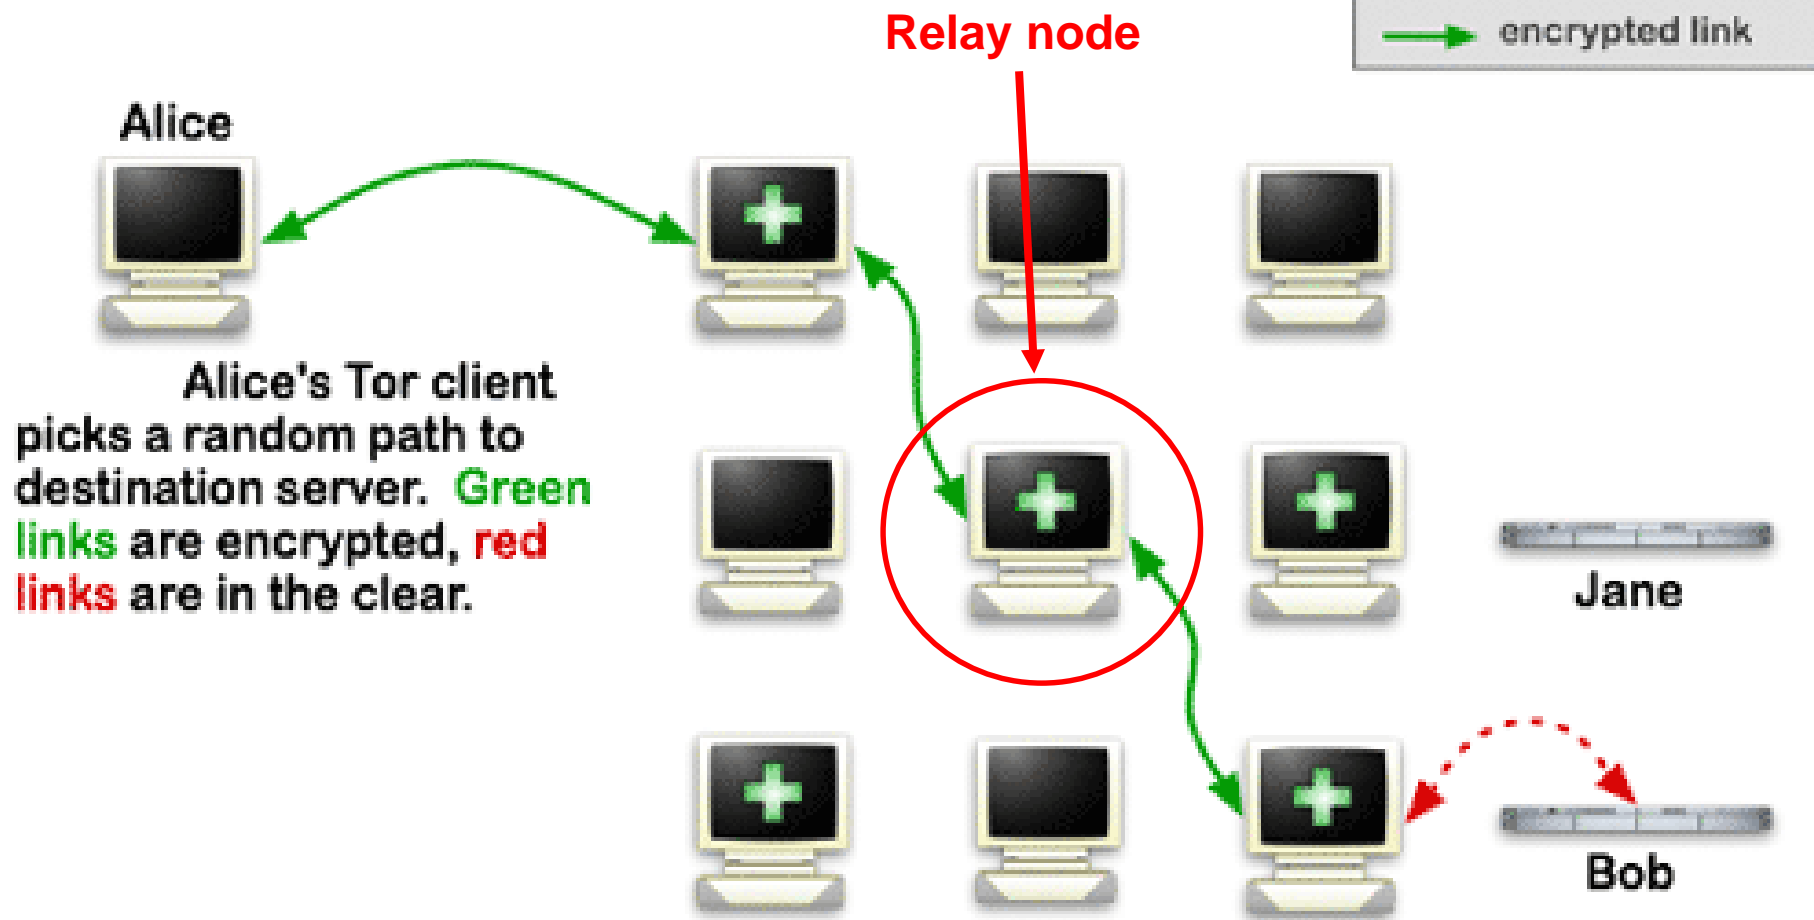 Relay node
encrypted link
Alice
Alice's Tor client
picks a random path to
destination server. Green
links are encrypted, red
links are in the clear.
Jane
Bob